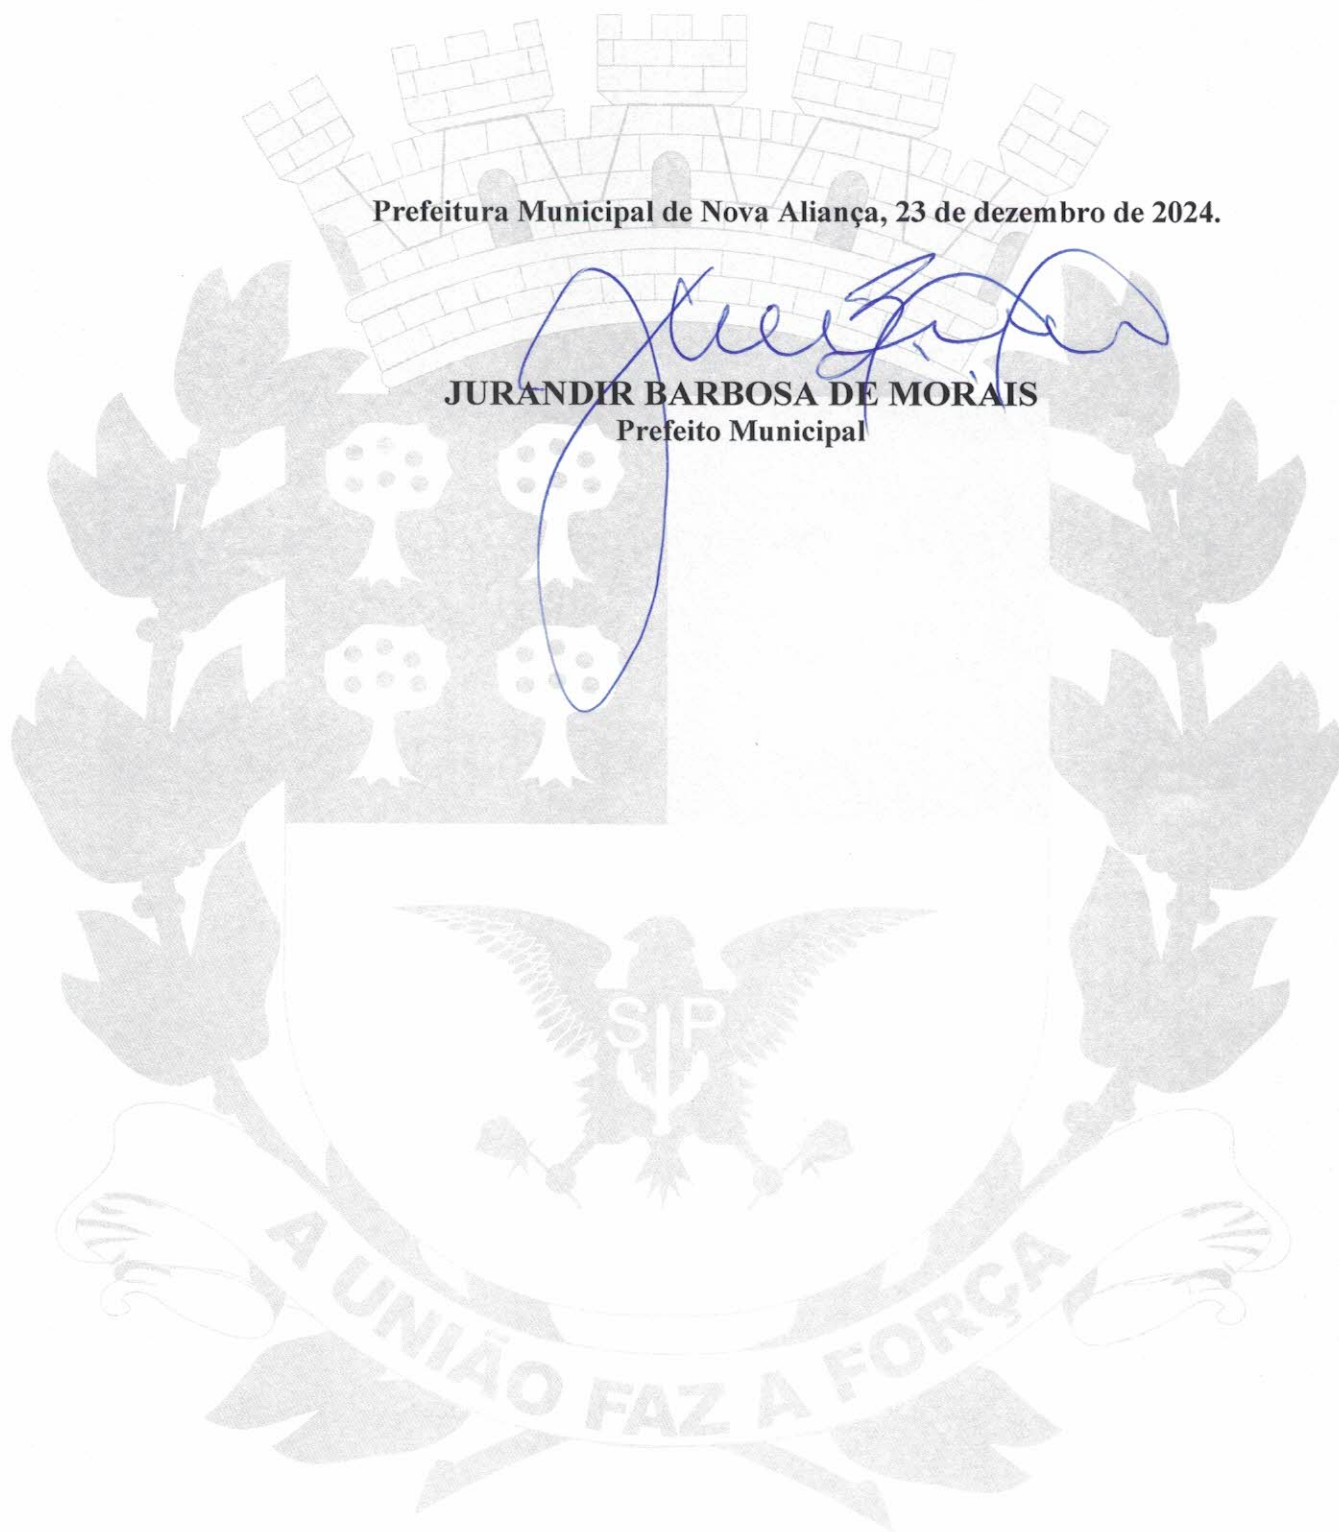 Prefeitura Municipal de Nova Aliança, 23 de dezembro de 2024.
JURANDIR BARBOSA DE MORAIS
Prefeito Municipal
S P
A UNIÃO FAZ A FORÇA